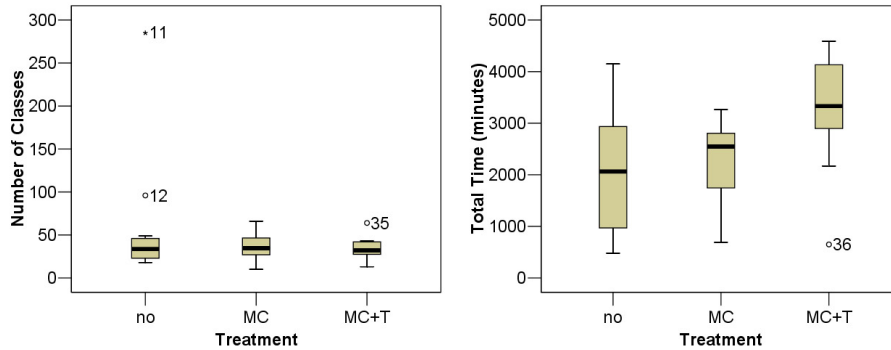 300
250
200
150
100
50
0
Number of Classes
*11
°12
°35
no MC MC+T
Treatment
5000
4000
3000
2000
1000
0
Total Time (minutes)
°36
no MC MC+T
Treatment